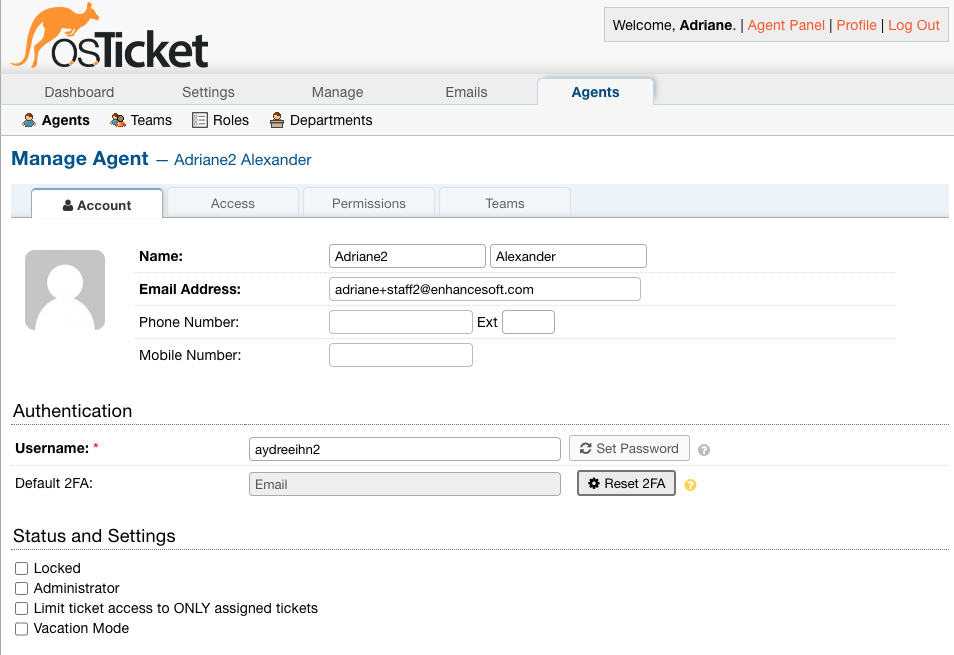 osTicket
Welcome, Adriane. | Agent Panel | Profile | Log Out
Dashboard Settings Manage Emails Agents
Agents Teams Roles Departments
Manage Agent — Adriane2 Alexander
Account Access Permissions Teams
Name: Adriane2 Alexander
Email Address: adriane+staff2@enhancesoft.com
Phone Number: Ext
Mobile Number:
Authentication
Username: * aydreeihn2 Set Password ?
Default 2FA: Email Reset 2FA ?
Status and Settings
Locked
Administrator
Limit ticket access to ONLY assigned tickets
Vacation Mode